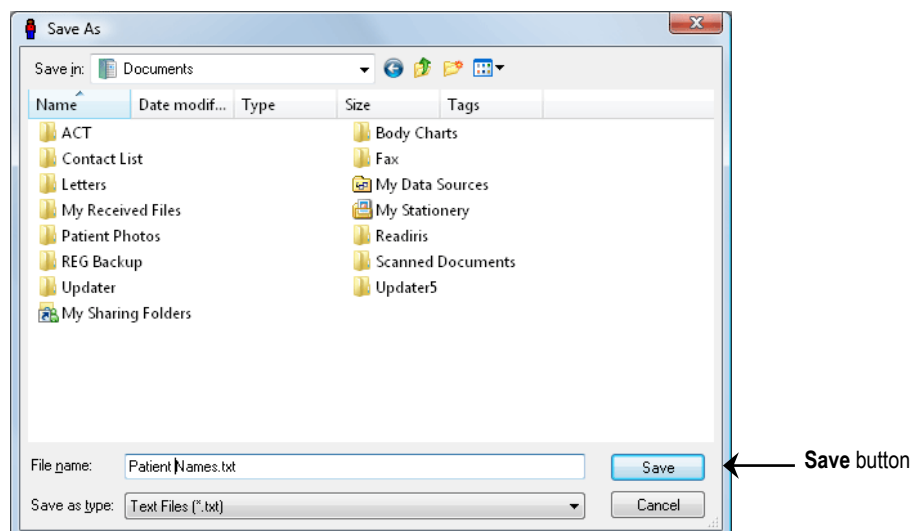 Save As
Save in: Documents
Name Date modif... Type Size Tags
ACT Body Charts
Contact List Fax
Letters My Data Sources
My Received Files My Stationery
Patient Photos Readiris
REG Backup Scanned Documents
Updater Updater5
My Sharing Folders
File name: Patient Names.txt Save
Save button
Save as type: Text Files (*.txt) Cancel